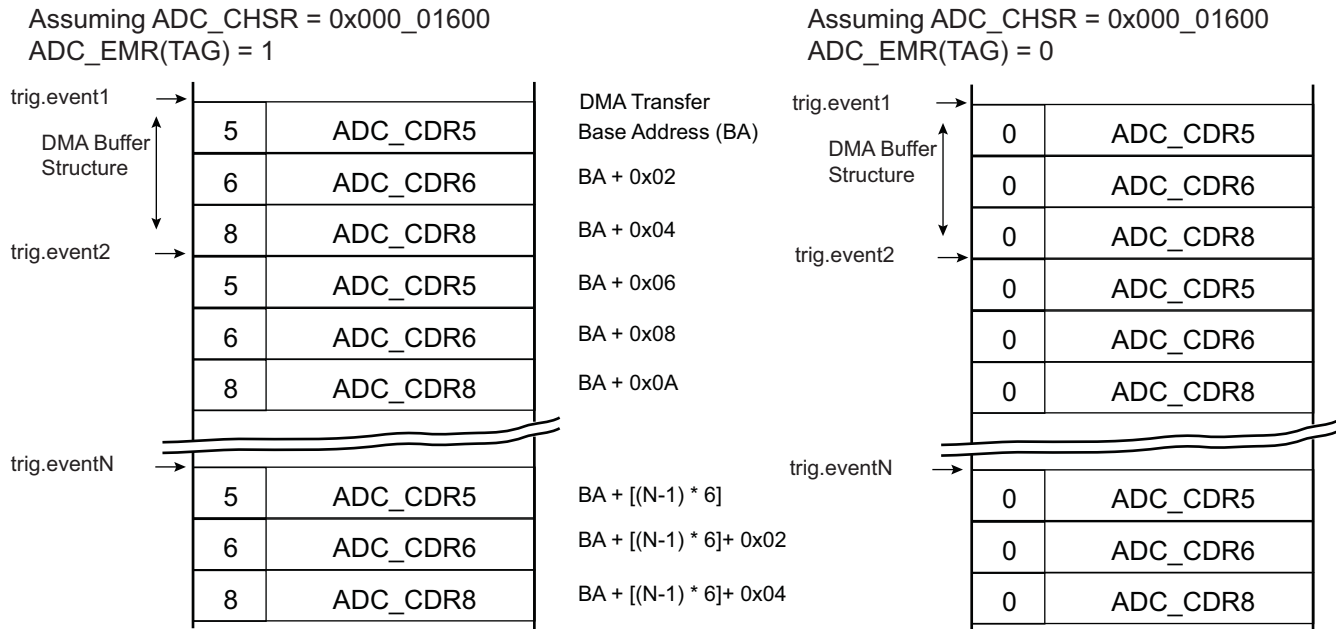 Assuming ADC_CHSR = 0x000_01600
ADC_EMR(TAG) = 1
trig.event1
DMA Buffer
Structure
5 ADC_CDR5
6 ADC_CDR6
8 ADC_CDR8
trig.event2
5 ADC_CDR5
6 ADC_CDR6
8 ADC_CDR8
trig.eventN
5 ADC_CDR5
6 ADC_CDR6
8 ADC_CDR8
DMA Transfer
Base Address (BA)
BA + 0x02
BA + 0x04
BA + 0x06
BA + 0x08
BA + 0x0A
BA + [(N-1) * 6]
BA + [(N-1) * 6]+ 0x02
BA + [(N-1) * 6]+ 0x04
Assuming ADC_CHSR = 0x000_01600
ADC_EMR(TAG) = 0
trig.event1
DMA Buffer
Structure
0 ADC_CDR5
0 ADC_CDR6
0 ADC_CDR8
trig.event2
0 ADC_CDR5
0 ADC_CDR6
0 ADC_CDR8
trig.eventN
0 ADC_CDR5
0 ADC_CDR6
0 ADC_CDR8